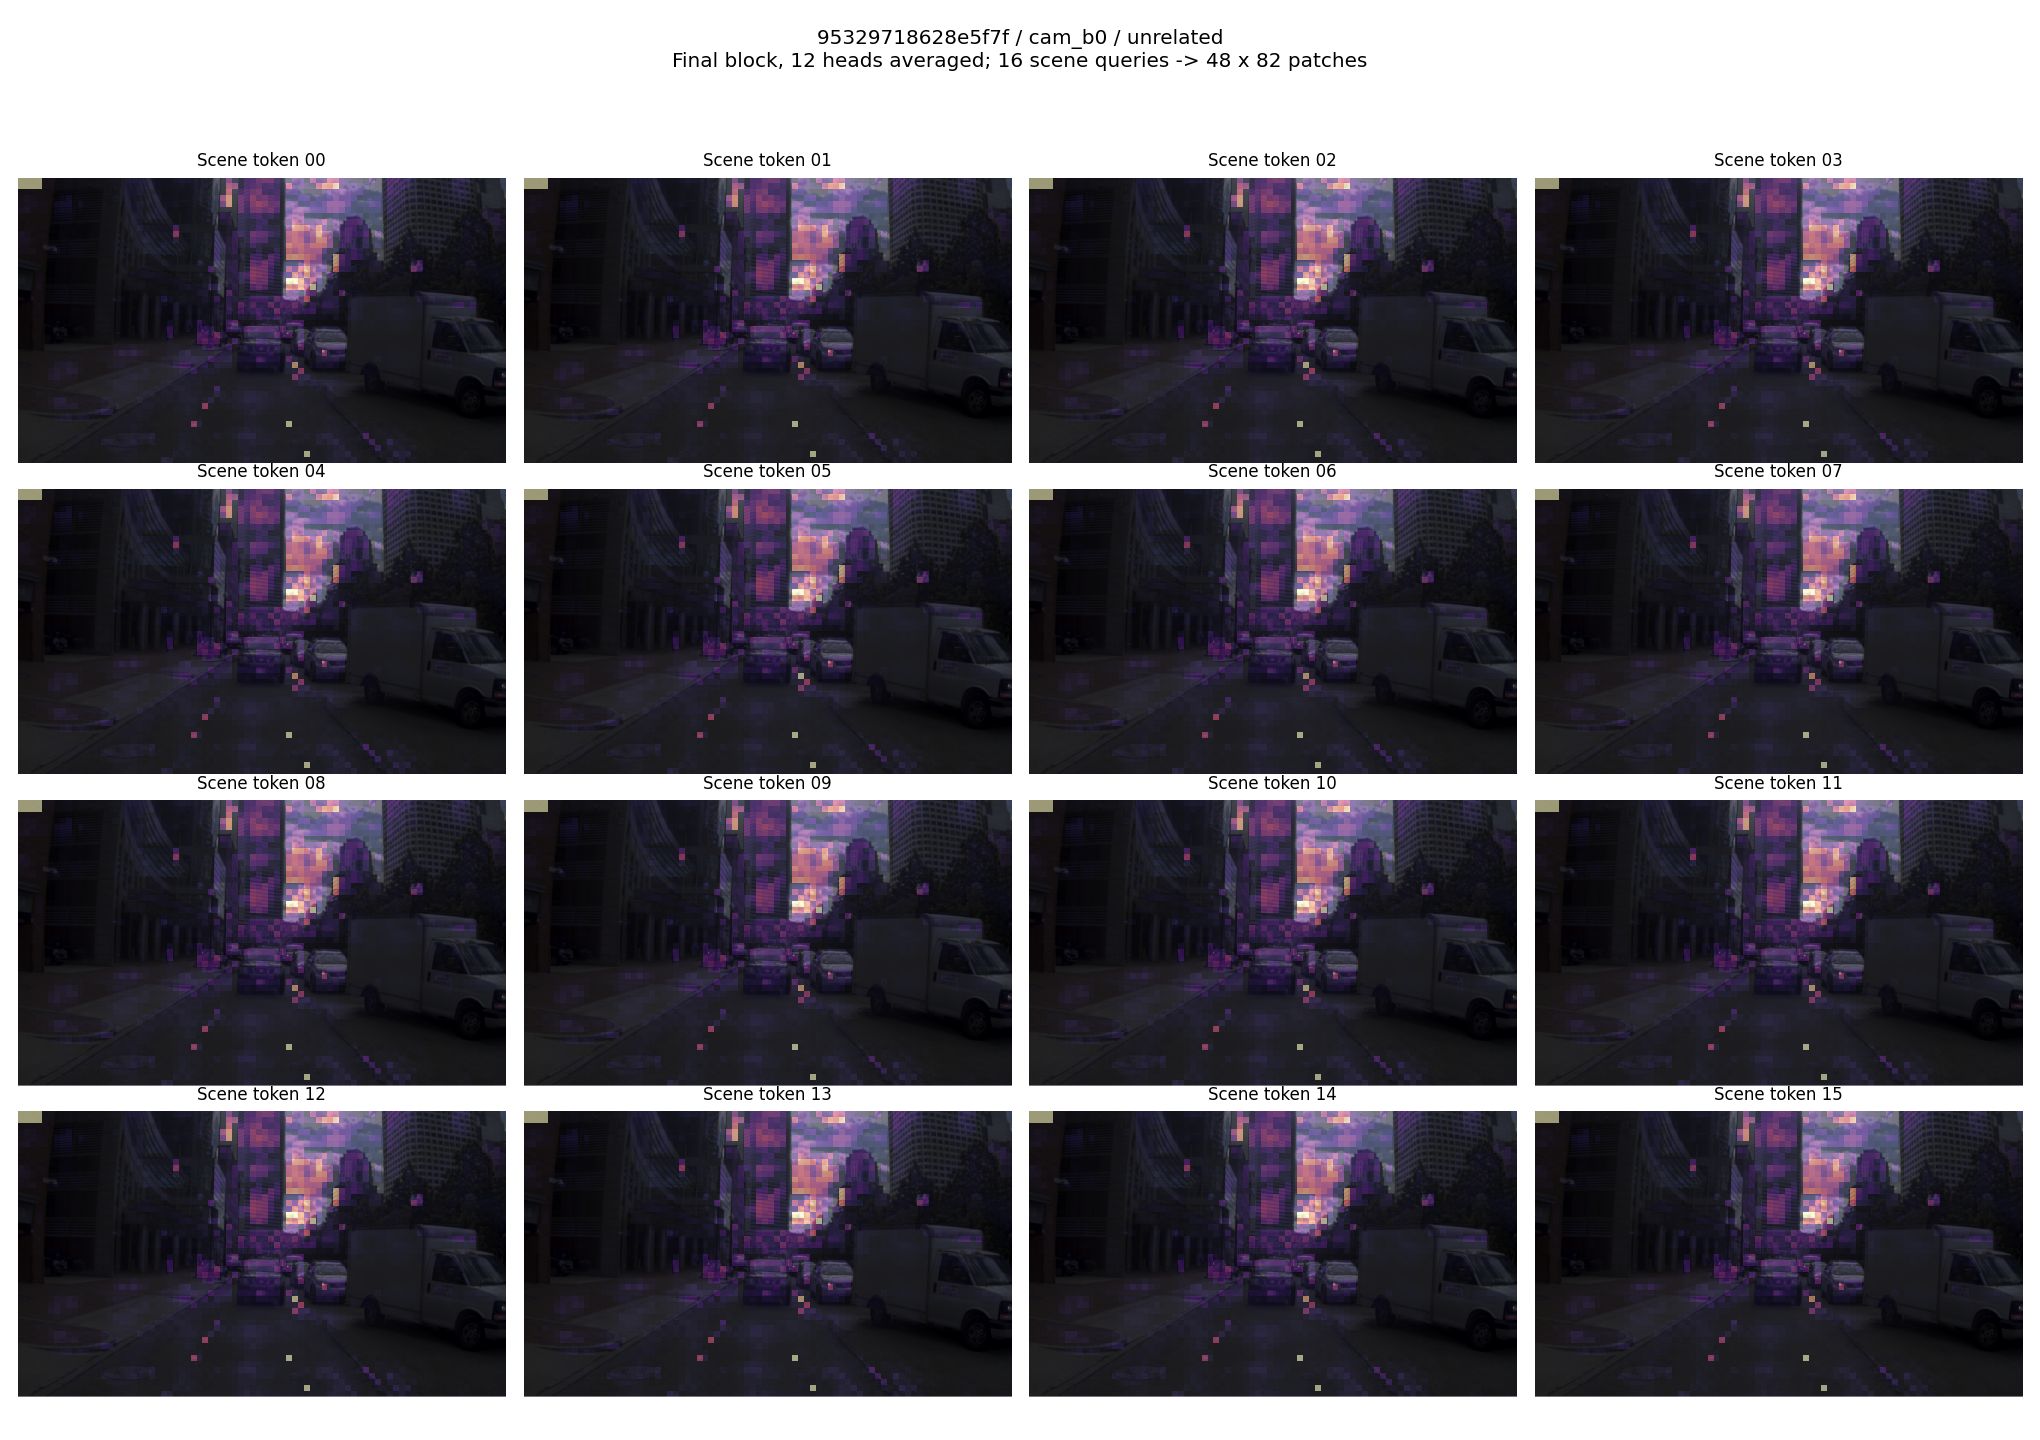 95329718628e5f7f / cam_b0 / unrelated
Final block, 12 heads averaged; 16 scene queries -> 48 x 82 patches
Scene token 00
Scene token 01
Scene token 02
Scene token 03
Scene token 04
Scene token 05
Scene token 06
Scene token 07
Scene token 08
Scene token 09
Scene token 10
Scene token 11
Scene token 12
Scene token 13
Scene token 14
Scene token 15